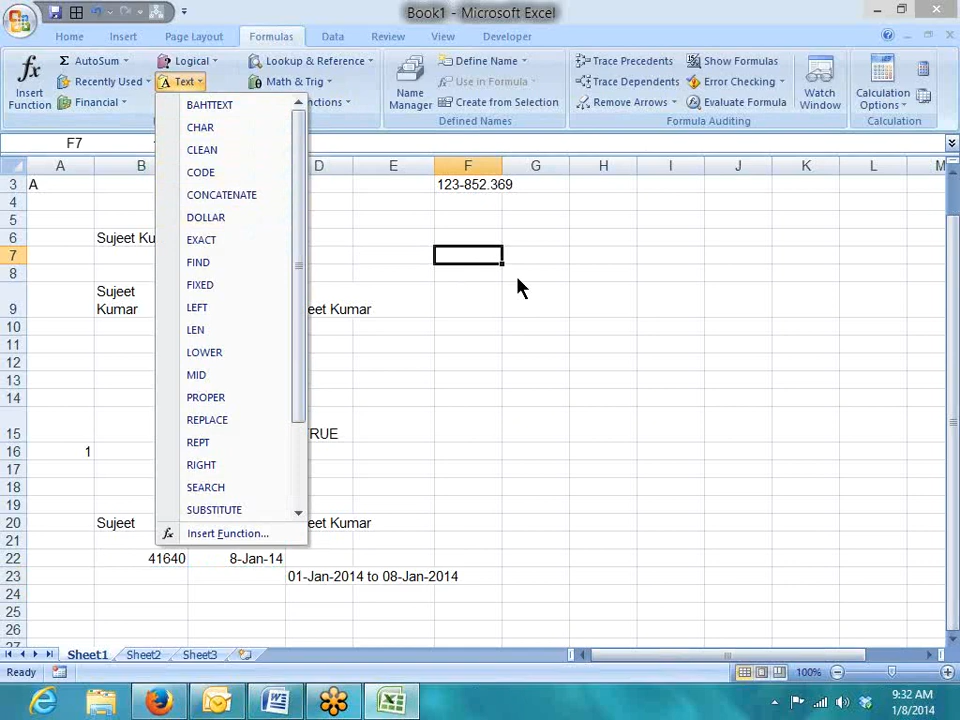 Book1 - Microsoft Excel
Home Insert Page Layout Formulas Data Review View Developer
AutoSum Logical Lookup & Reference Define Name Trace Precedents Show Formulas
Recently Used Text Math & Trig Use in Formula Trace Dependents Error Checking
Financial nctions Create from Selection Remove Arrows Evaluate Formula
Insert Function
Name Manager
Watch Window
Calculation Options
Defined Names Formula Auditing Calculation
F7
A B D E F G H I J K L M
3 A 123-852.369
4
5
6 Sujeet Ku
7
8
9 Sujeet Kumar eet Kumar
10
11
12
13
14
15 RUE
16 1
17
18
19
20 Sujeet eet Kumar
21
22 41640 8-Jan-14
23 01-Jan-2014 to 08-Jan-2014
24
25
26
27
BAHTTEXT
CHAR
CLEAN
CODE
CONCATENATE
DOLLAR
EXACT
FIND
FIXED
LEFT
LEN
LOWER
MID
PROPER
REPLACE
REPT
RIGHT
SEARCH
SUBSTITUTE
fx Insert Function...
Sheet1 Sheet2 Sheet3
Ready 100%
9:32 AM
1/8/2014